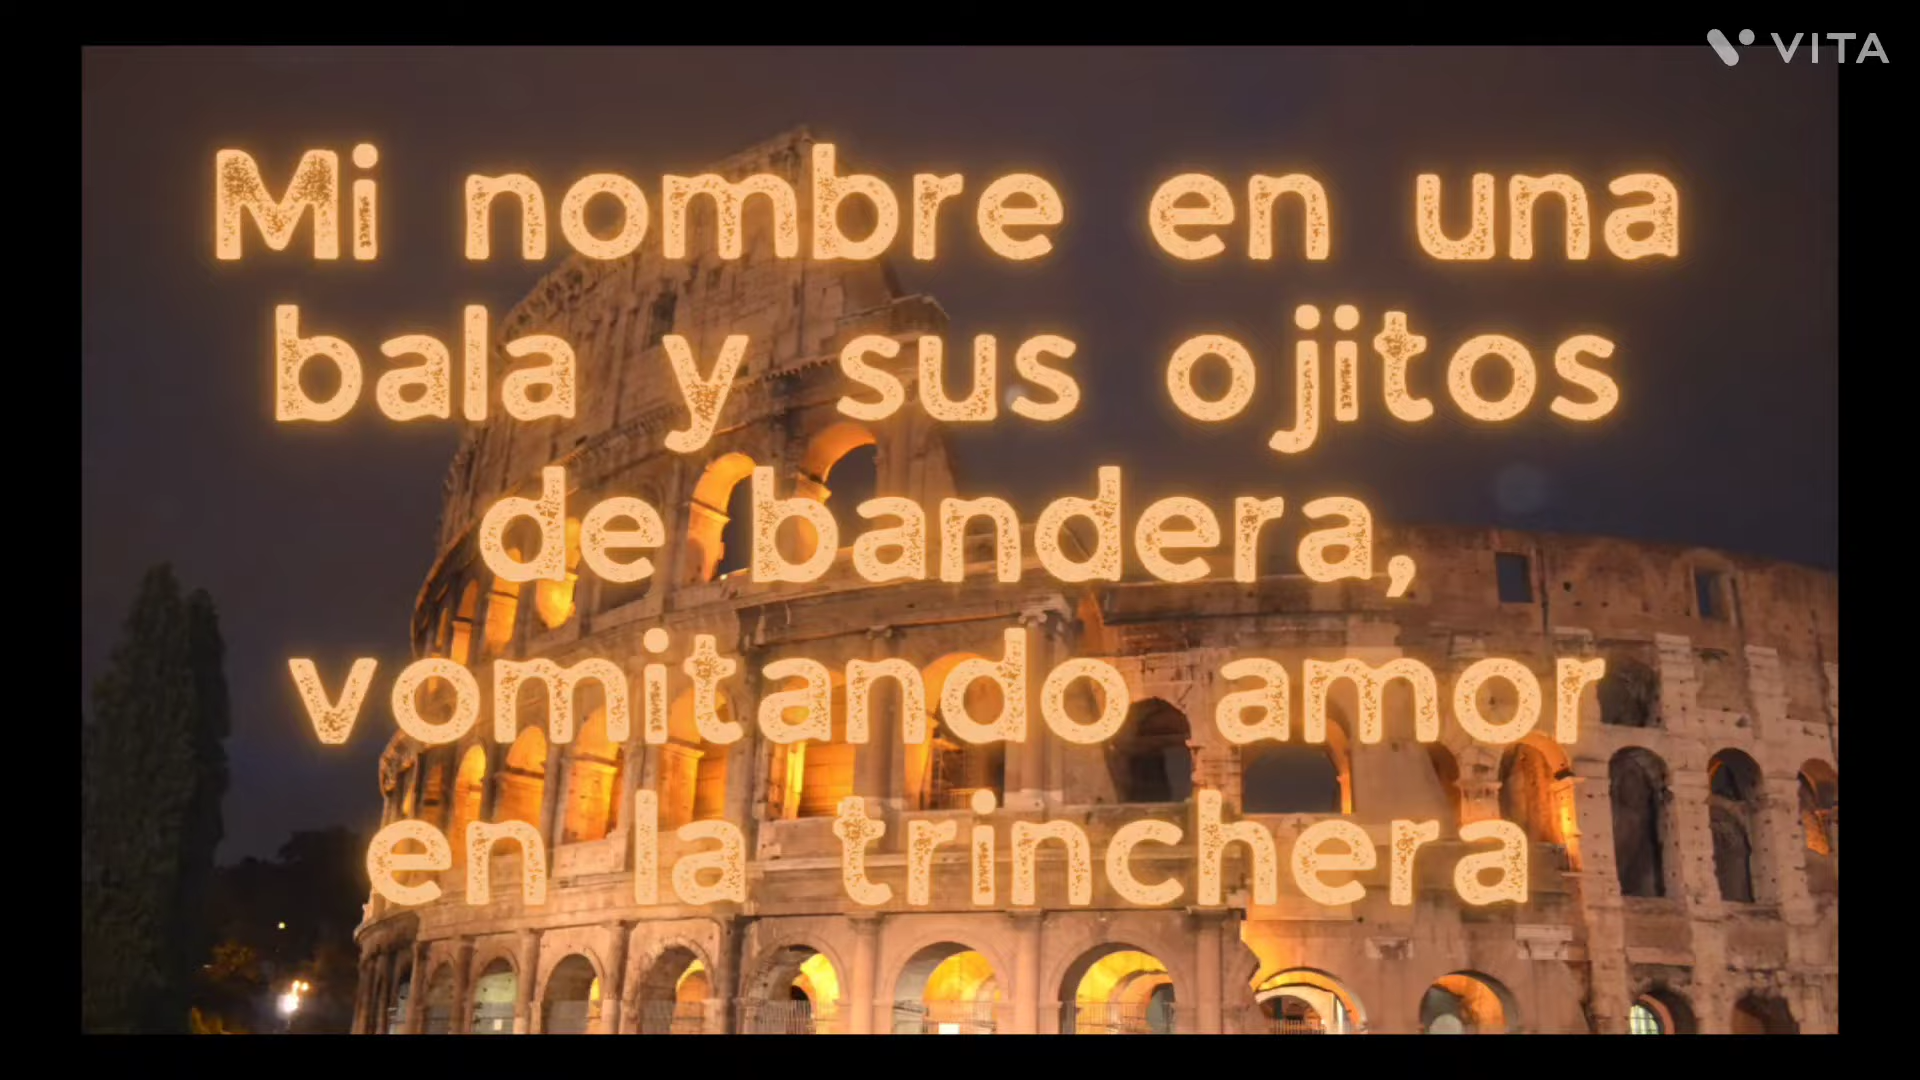 VITA
Mi nombre en una
bala y sus ojitos
de bandera,
vomitando amor
en la trinchera